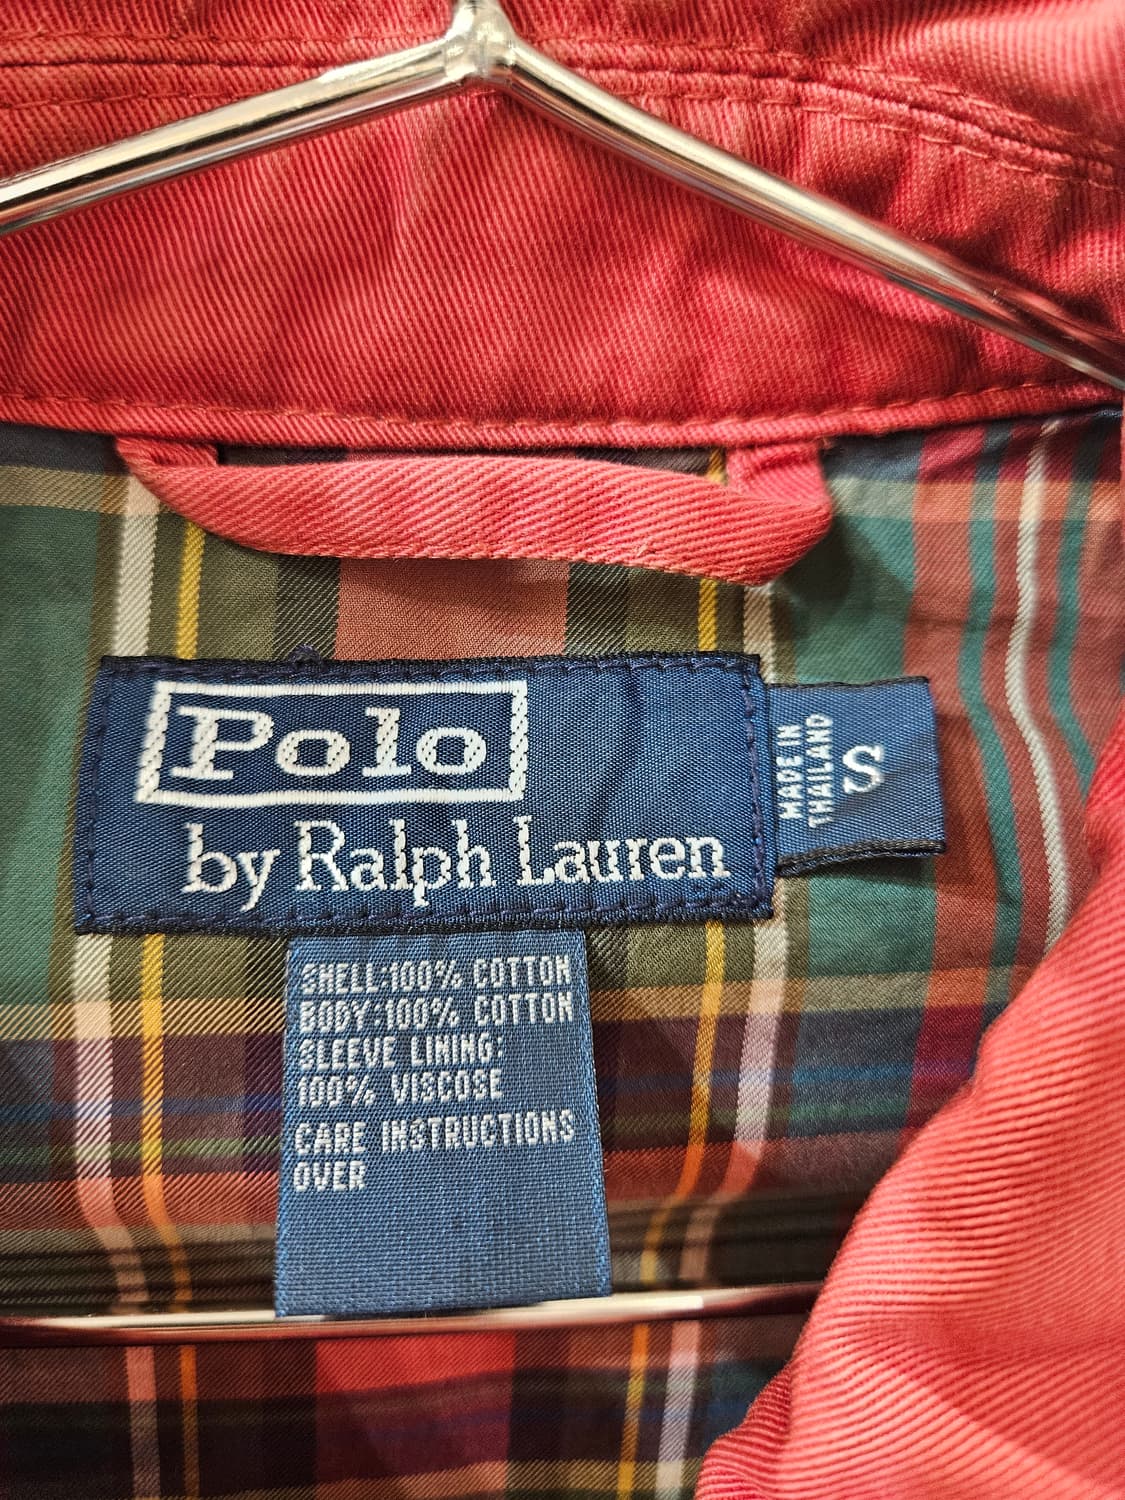 Polo
by Ralph Lauren
MADE IN
THAILAND
S
SHELL:100% COTTON
BODY:100% COTTON
SLEEVE LINING:
100% VISCOSE
CARE INSTRUCTIONS
OVER